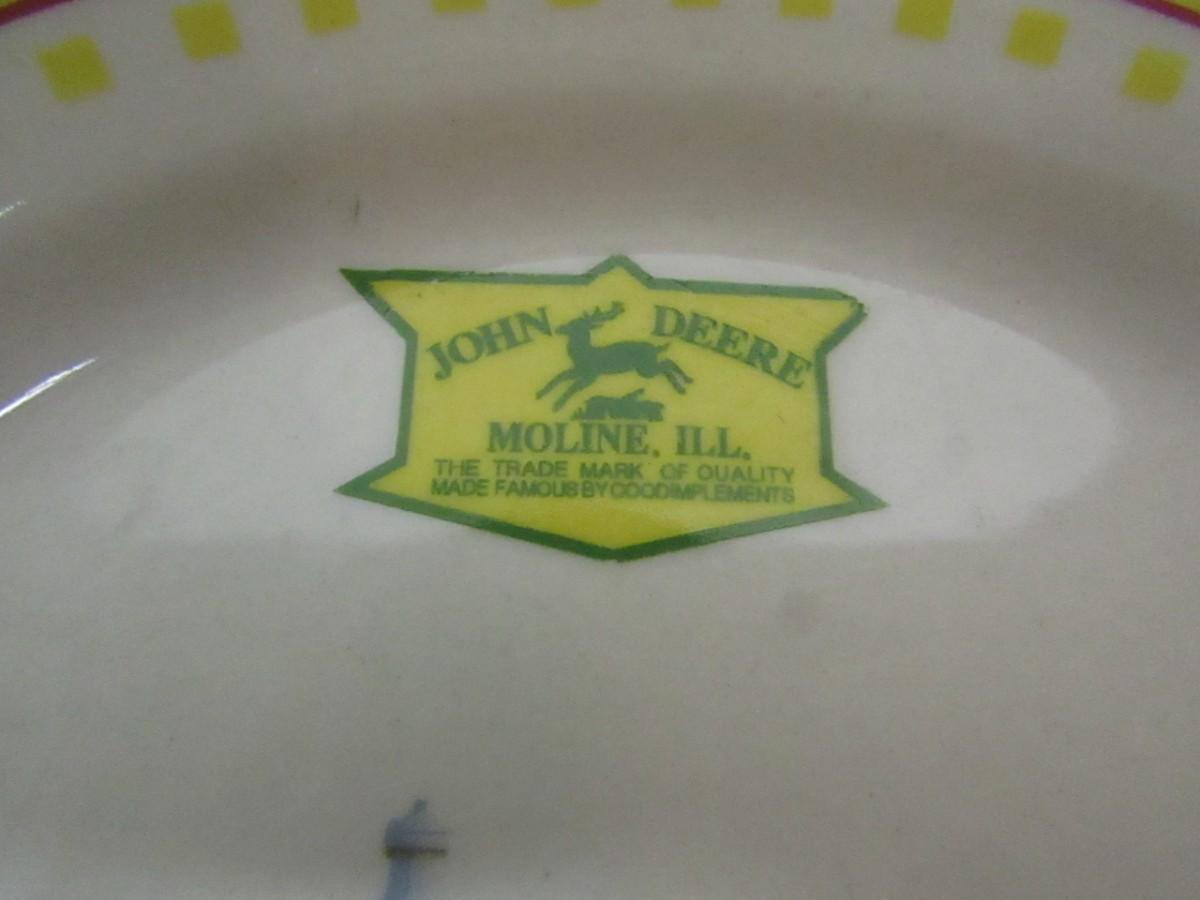 JOHN DEERE
MOLINE, ILL.
THE TRADE MARK OF QUALITY
MADE FAMOUS BY GOOD IMPLEMENTS